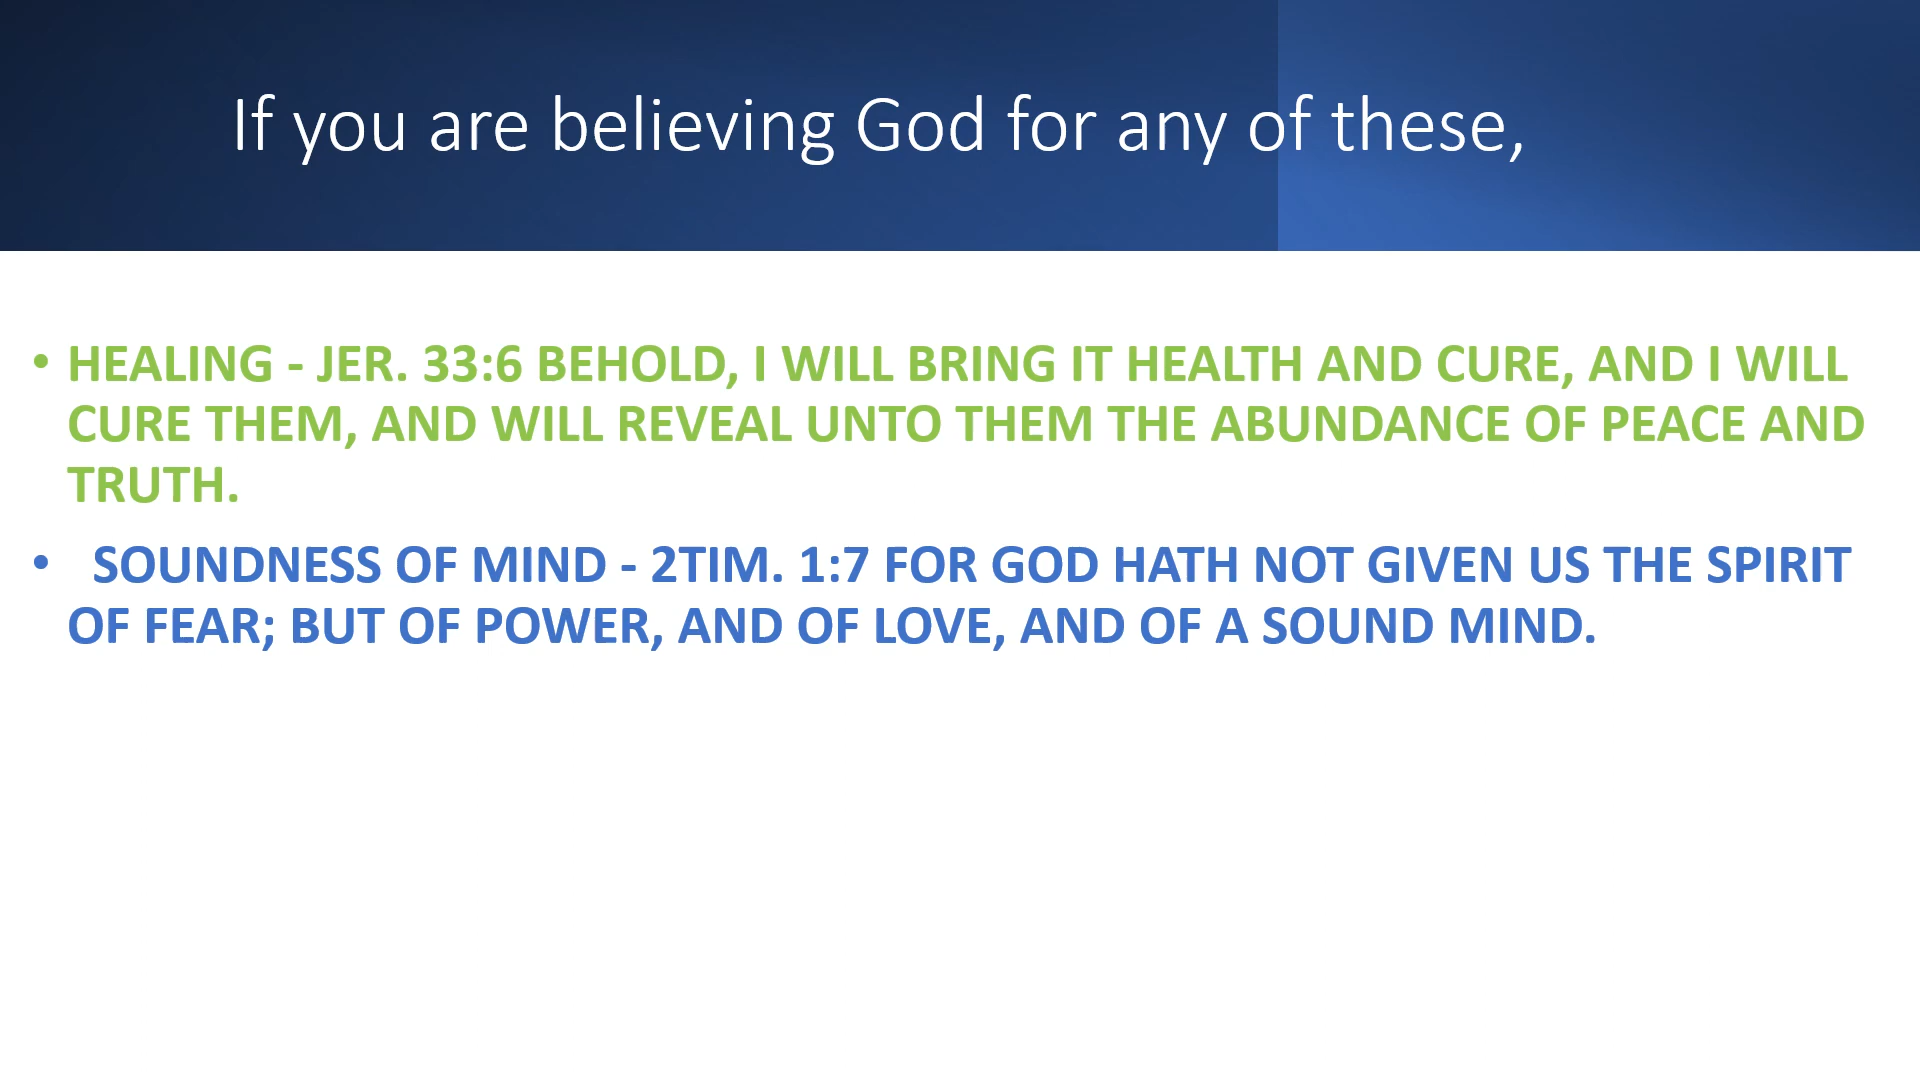 If you are believing God for any of these,
• HEALING - JER. 33:6 BEHOLD, I WILL BRING IT HEALTH AND CURE, AND I WILL
CURE THEM, AND WILL REVEAL UNTO THEM THE ABUNDANCE OF PEACE AND
TRUTH.
• SOUNDNESS OF MIND - 2TIM. 1:7 FOR GOD HATH NOT GIVEN US THE SPIRIT
OF FEAR; BUT OF POWER, AND OF LOVE, AND OF A SOUND MIND.